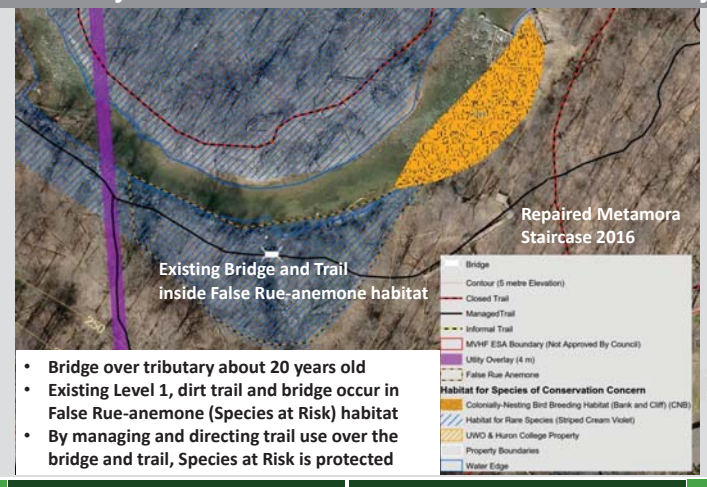 Repaired Metamora
Staircase 2016
Existing Bridge and Trail
inside False Rue-anemone habitat
250
Bridge
Contour (5 metre Elevation)
Closed Trail
ManagedTrail
Informal Trail
MVHF ESA Boundary (Not Approved By Council)
Utility Overlay (4 m)
False Rue Anemone
Habitat for Species of Conservation Concern
Colonially-Nesting Bird Breeding Habitat (Bank and Cliff) (CNB)
Habitat for Rare Species (Striped Cream Violet)
UWO & Huron College Property
Property Boundaries
Water Edge
• Bridge over tributary about 20 years old
• Existing Level 1, dirt trail and bridge occur in
False Rue-anemone (Species at Risk) habitat
• By managing and directing trail use over the
bridge and trail, Species at Risk is protected